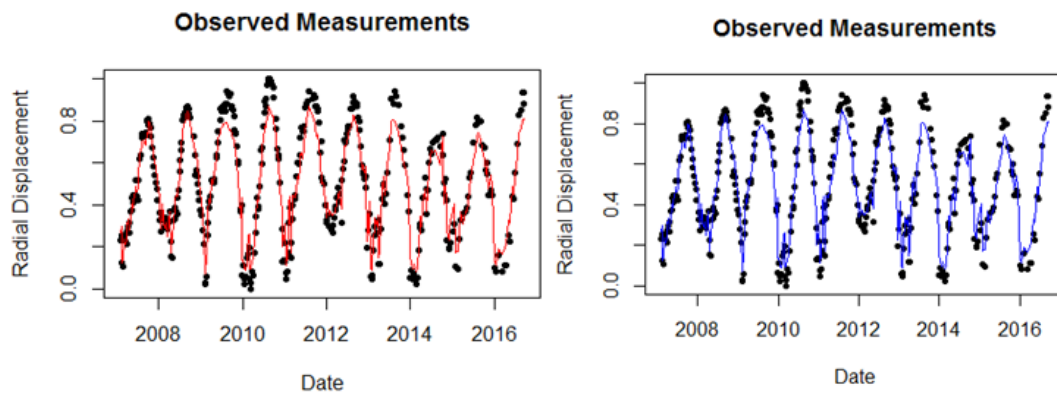 Observed Measurements
Radial Displacement
0.0
0.4
0.8
2008 2010 2012 2014 2016
Date
Observed Measurements
Radial Displacement
0.0
0.4
0.8
2008 2010 2012 2014 2016
Date